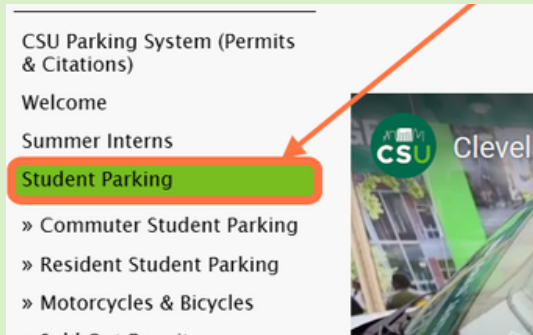 CSU Parking System (Permits
& Citations)
Welcome
Summer Interns
Student Parking
» Commuter Student Parking
» Resident Student Parking
» Motorcycles & Bicycles
CSU
Clevel